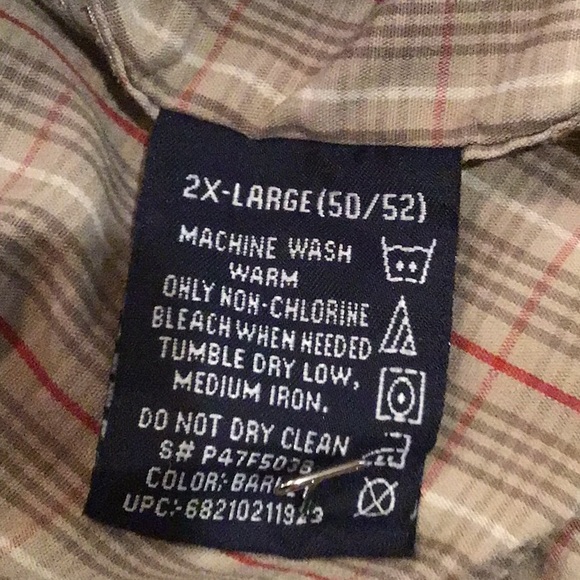 2X-LARGE(50/52)
MACHINE WASH
WARM
ONLY NON-CHLORINE
BLEACH WHEN NEEDED
TUMBLE DRY LOW,
MEDIUM IRON.
DO NOT DRY CLEAN
S#
COLOR:
UPC:-